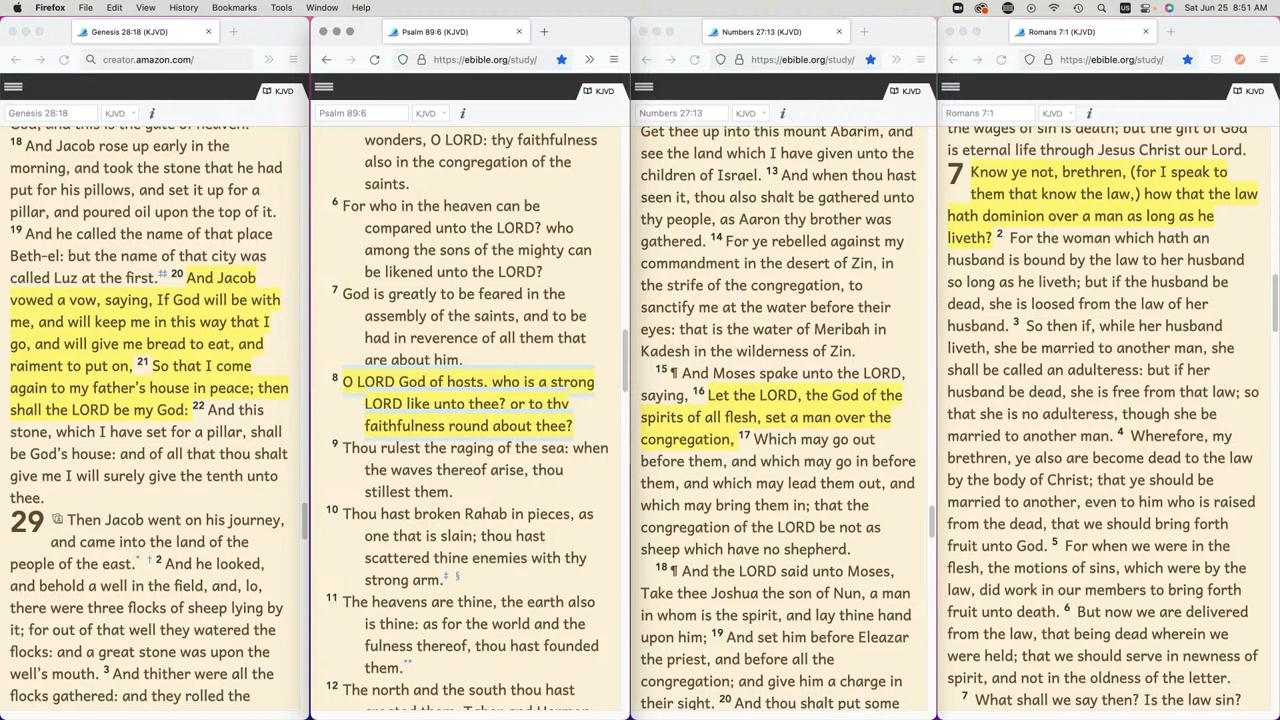 Firefox File Edit View History Bookmarks Tools Window Help
US
Sat Jun 25 8:51 AM
Genesis 28:18 (KJVD)
creator.amazon.com/
KJVD
Genesis 28:18 KJVD i
God, and this is the gate of heaven.
18 And Jacob rose up early in the
morning, and took the stone that he had
put for his pillows, and set it up for a
pillar, and poured oil upon the top of it.
19 And he called the name of that place
Beth-el: but the name of that city was
called Luz at the first. # 20 And Jacob
vowed a vow, saying, If God will be with
me, and will keep me in this way that I
go, and will give me bread to eat, and
raiment to put on, 21 So that I come
again to my father's house in peace; then
shall the LORD be my God: 22 And this
stone, which I have set for a pillar, shall
be God's house: and of all that thou shalt
give me I will surely give the tenth unto
thee.
29 Then Jacob went on his journey,
and came into the land of the
people of the east.* † 2 And he looked,
and behold a well in the field, and, lo,
there were three flocks of sheep lying by
it; for out of that well they watered the
flocks: and a great stone was upon the
well's mouth. 3 And thither were all the
flocks gathered: and they rolled the
Psalm 89:6 (KJVD)
https://ebible.org/study/
KJVD
Psalm 89:6 KJVD i
wonders, O LORD: thy faithfulness
also in the congregation of the
saints.
6 For who in the heaven can be
compared unto the LORD? who
among the sons of the mighty can
be likened unto the LORD?
7 God is greatly to be feared in the
assembly of the saints, and to be
had in reverence of all them that
are about him.
8 O LORD God of hosts, who is a strong
LORD like unto thee? or to thy
faithfulness round about thee?
9 Thou rulest the raging of the sea: when
the waves thereof arise, thou
stillest them.
10 Thou hast broken Rahab in pieces, as
one that is slain; thou hast
scattered thine enemies with thy
strong arm.‡ §
11 The heavens are thine, the earth also
is thine: as for the world and the
fulness thereof, thou hast founded
them.**
12 The north and the south thou hast
created them: Tabor and Hermon
Numbers 27:13 (KJVD)
https://ebible.org/study/
KJVD
Numbers 27:13 KJVD i
Get thee up into this mount Abarim, and
see the land which I have given unto the
children of Israel. 13 And when thou hast
seen it, thou also shalt be gathered unto
thy people, as Aaron thy brother was
gathered. 14 For ye rebelled against my
commandment in the desert of Zin, in
the strife of the congregation, to
sanctify me at the water before their
eyes: that is the water of Meribah in
Kadesh in the wilderness of Zin.
15 ¶ And Moses spake unto the LORD,
saying, 16 Let the LORD, the God of the
spirits of all flesh, set a man over the
congregation, 17 Which may go out
before them, and which may go in before
them, and which may lead them out, and
which may bring them in; that the
congregation of the LORD be not as
sheep which have no shepherd.
18 ¶ And the LORD said unto Moses,
Take thee Joshua the son of Nun, a man
in whom is the spirit, and lay thine hand
upon him; 19 And set him before Eleazar
the priest, and before all the
congregation; and give him a charge in
their sight. 20 And thou shalt put some
Romans 7:1 (KJVD)
https://ebible.org/study/
KJVD
Romans 7:1 KJVD i
the wages of sin is death; but the gift of God
is eternal life through Jesus Christ our Lord.
7 Know ye not, brethren, (for I speak to
them that know the law,) how that the law
hath dominion over a man as long as he
liveth? 2 For the woman which hath an
husband is bound by the law to her husband
so long as he liveth; but if the husband be
dead, she is loosed from the law of her
husband. 3 So then if, while her husband
liveth, she be married to another man, she
shall be called an adulteress: but if her
husband be dead, she is free from that law; so
that she is no adulteress, though she be
married to another man. 4 Wherefore, my
brethren, ye also are become dead to the law
by the body of Christ; that ye should be
married to another, even to him who is raised
from the dead, that we should bring forth
fruit unto God. 5 For when we were in the
flesh, the motions of sins, which were by the
law, did work in our members to bring forth
fruit unto death. 6 But now we are delivered
from the law, that being dead wherein we
were held; that we should serve in newness of
spirit, and not in the oldness of the letter.
7 What shall we say then? Is the law sin?